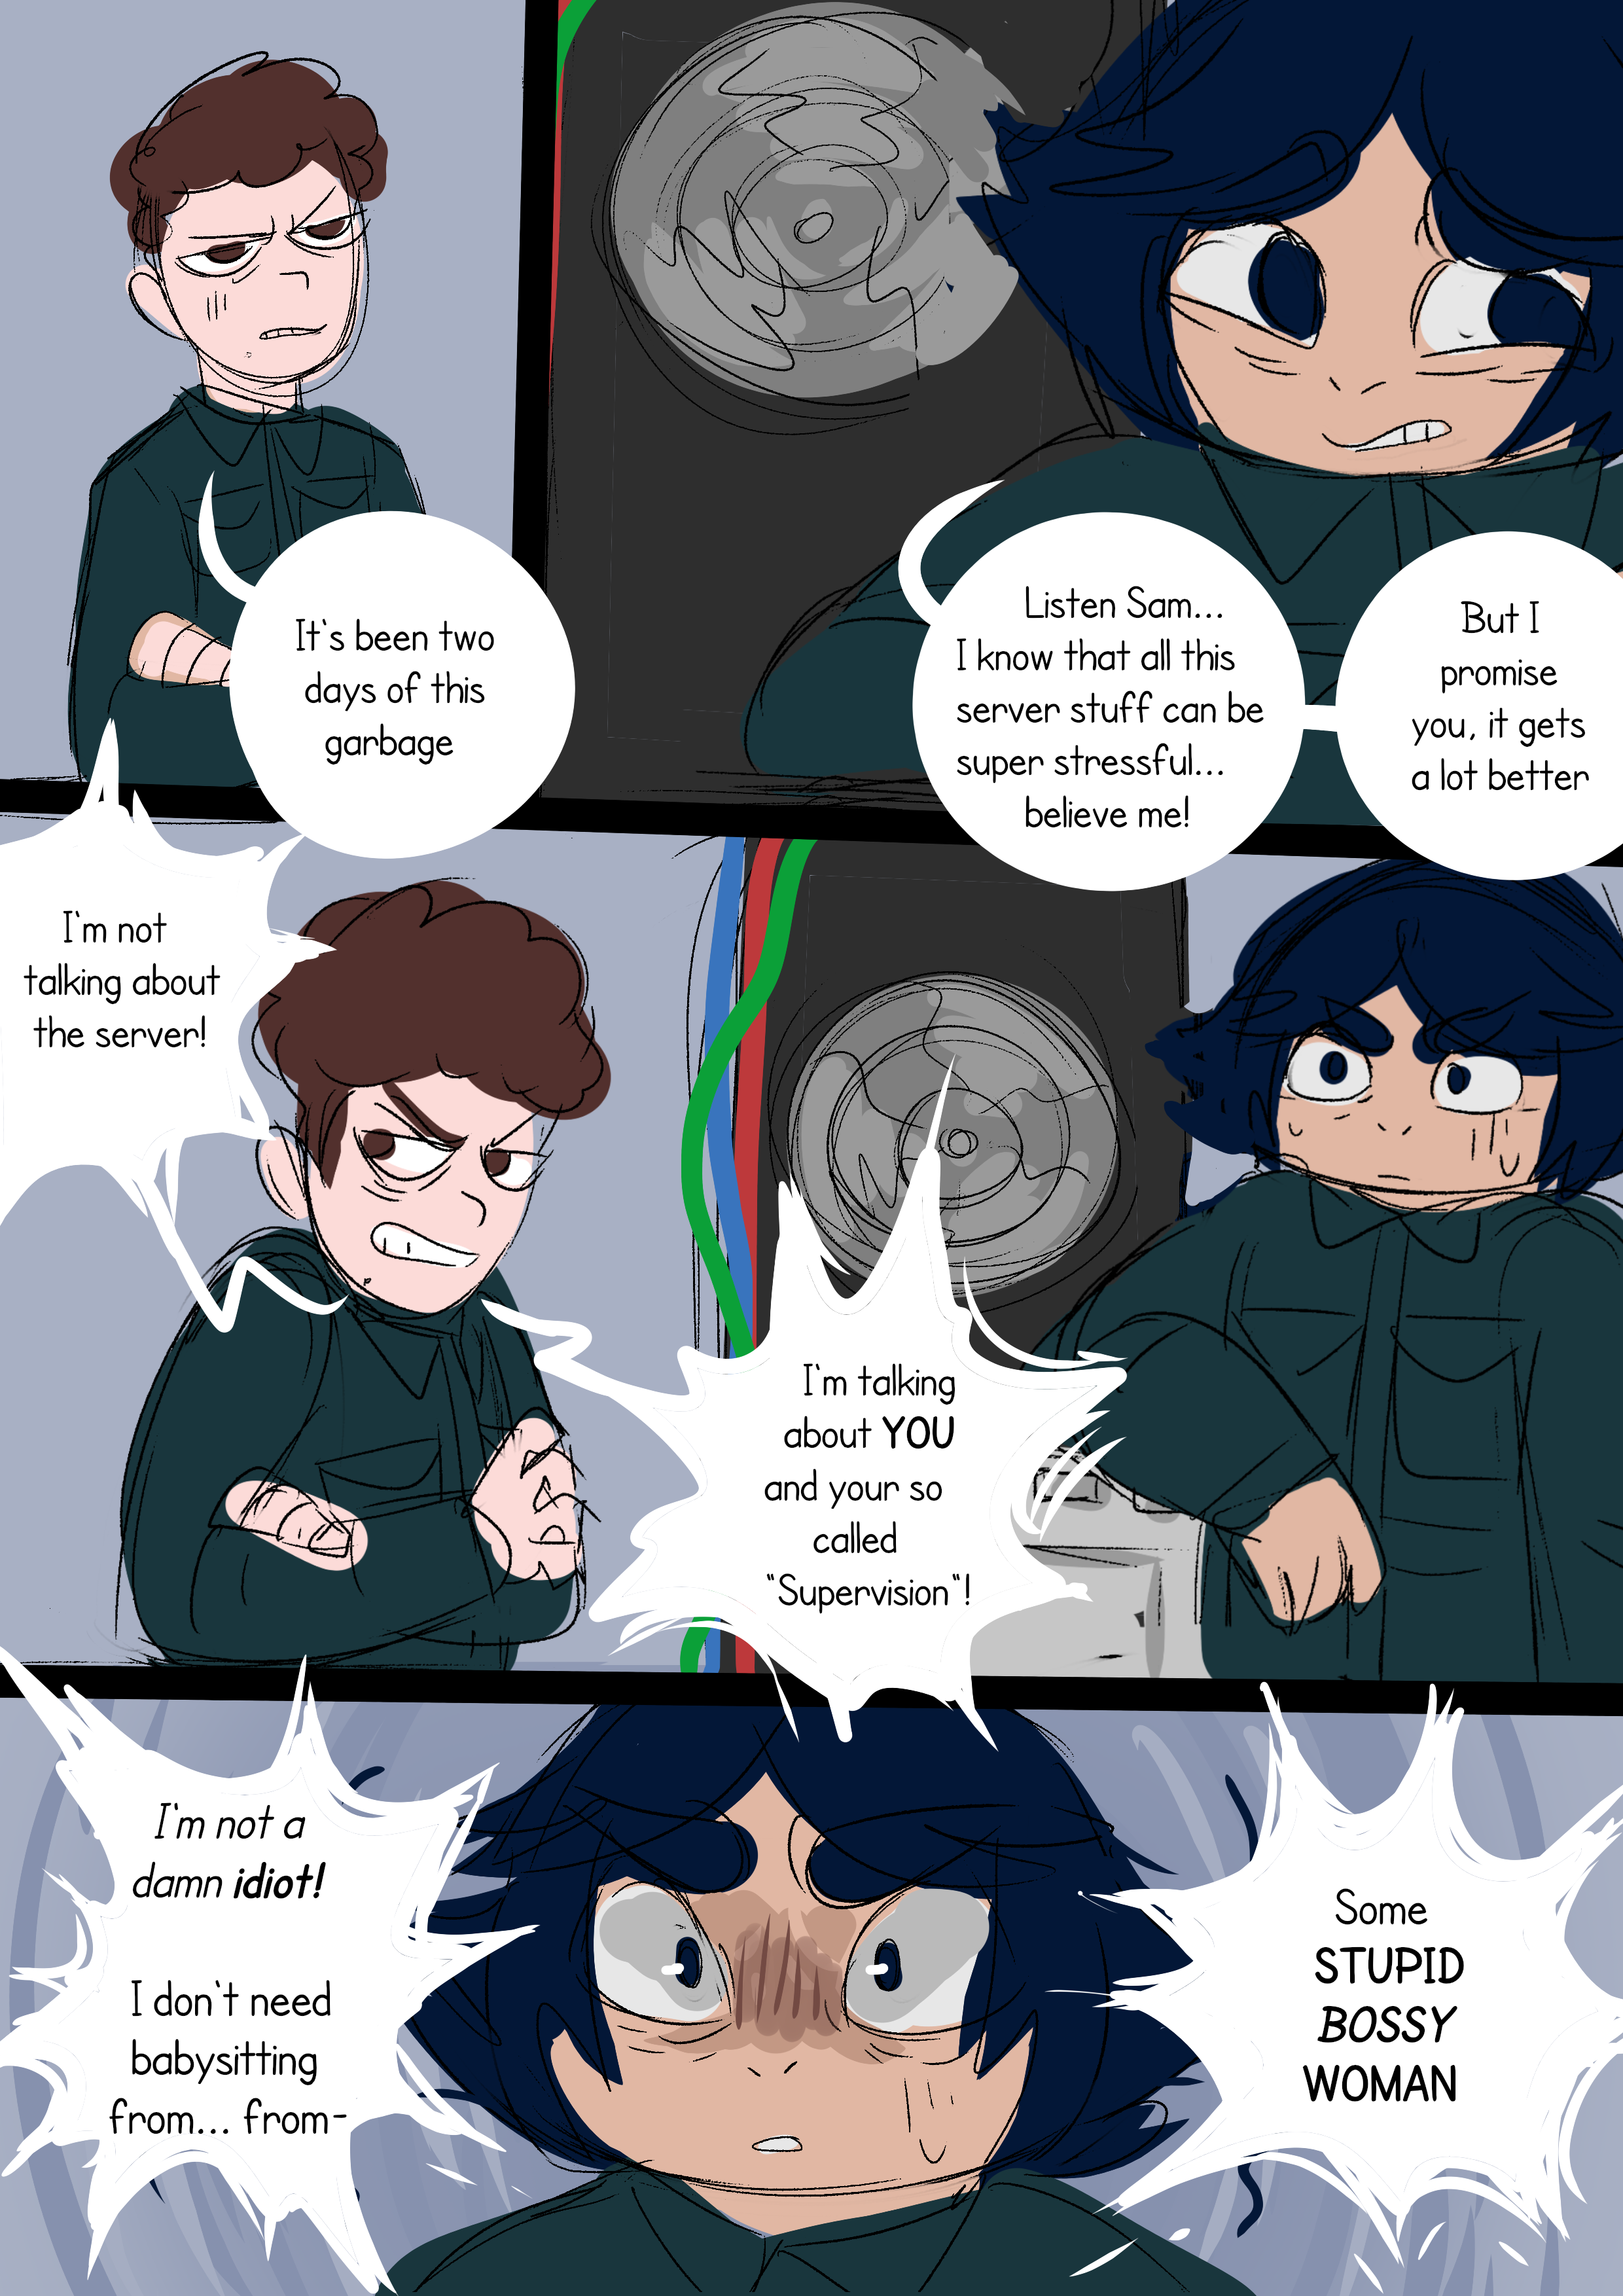 It's been two
days of this
garbage
Listen Sam...
I know that all this
server stuff can be
super stressful...
believe me!
But I
promise
you, it gets
a lot better
I'm not
talking about
the server!
I'm talking
about YOU
and your so
called
"Supervision"!
I'm not a
damn idiot!
I don't need
babysitting
from... from-
Some
STUPID
BOSSY
WOMAN